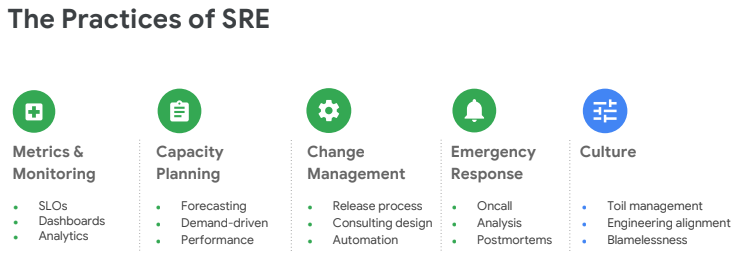 The Practices of SRE
Metrics &
Monitoring
SLOs
Dashboards
Analytics
Capacity
Planning
Forecasting
Demand-driven
Performance
Change
Management
Release process
Consulting design
Automation
Emergency
Response
Oncall
Analysis
Postmortems
Culture
Toil management
Engineering alignment
Blamelessness